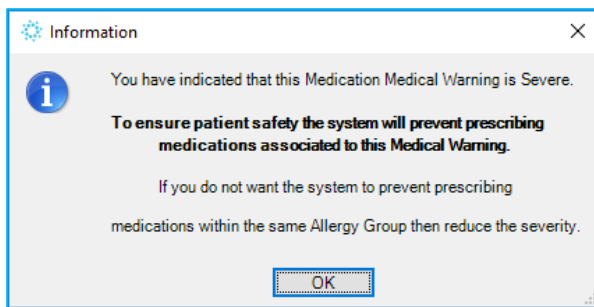 Information
You have indicated that this Medication Medical Warning is Severe.
To ensure patient safety the system will prevent prescribing
medications associated to this Medical Warning.
If you do not want the system to prevent prescribing
medications within the same Allergy Group then reduce the severity.
OK